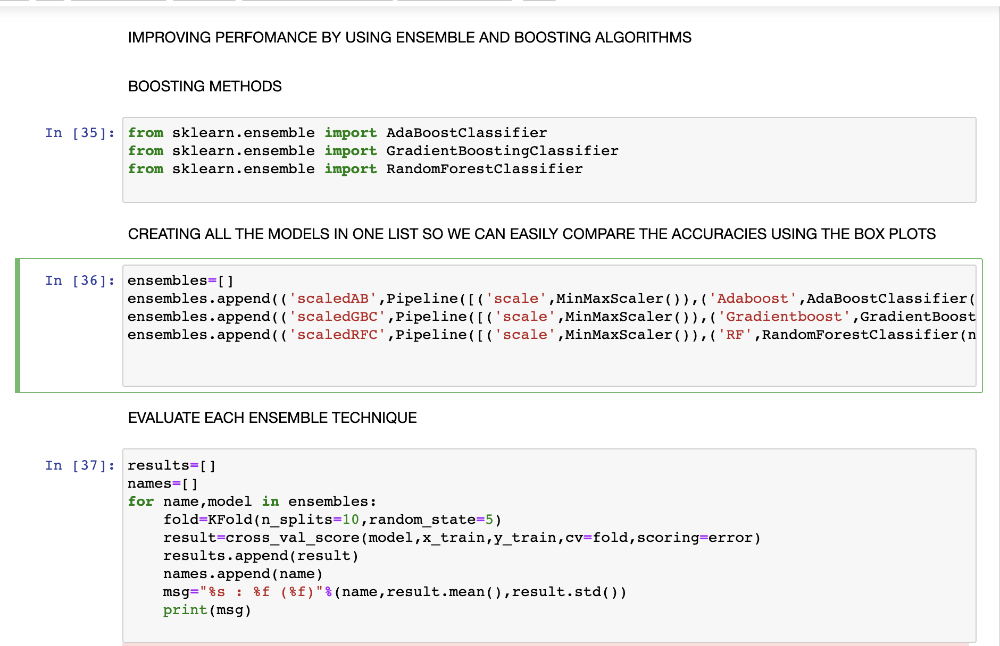 IMPROVING PERFOMANCE BY USING ENSEMBLE AND BOOSTING ALGORITHMS
BOOSTING METHODS
In [35]:
from sklearn.ensemble import AdaBoostClassifier
from sklearn.ensemble import GradientBoostingClassifier
from sklearn.ensemble import RandomForestClassifier
CREATING ALL THE MODELS IN ONE LIST SO WE CAN EASILY COMPARE THE ACCURACIES USING THE BOX PLOTS
In [36]:
ensembles=[]
ensembles.append(('scaledAB',Pipeline([('scale',MinMaxScaler()),('Adaboost',AdaBoostClassifier(
ensembles.append(('scaledGBC',Pipeline([('scale',MinMaxScaler()),('Gradientboost',GradientBoost
ensembles.append(('scaledRFC',Pipeline([('scale',MinMaxScaler()),('RF',RandomForestClassifier(n
EVALUATE EACH ENSEMBLE TECHNIQUE
In [37]:
results=[]
names=[]
for name,model in ensembles:
    fold=KFold(n_splits=10,random_state=5)
    result=cross_val_score(model,x_train,y_train,cv=fold,scoring=error)
    results.append(result)
    names.append(name)
    msg="%s : %f (%f)"%(name,result.mean(),result.std())
    print(msg)